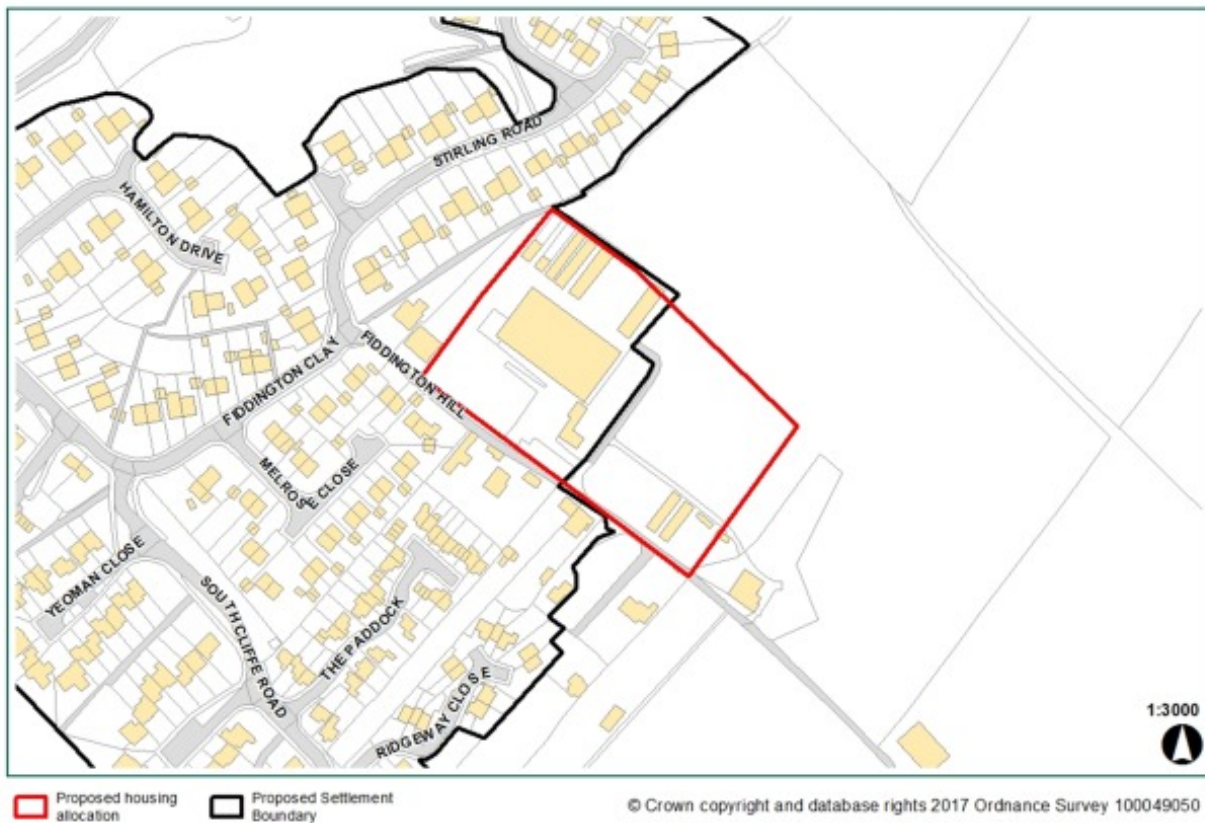 STIRLING ROAD
HAMILTON DRIVE
FIDDINGTON CLAY
FIDDINGTON HILL
MELROSE CLOSE
YEOMAN CLOSE
SOUTHCLIFFE ROAD
THE PADDOCK
RIDGEWAY CLOSE
1:3000
Proposed housing
allocation
Proposed Settlement
Boundary
© Crown copyright and database rights 2017 Ordnance Survey 100049050